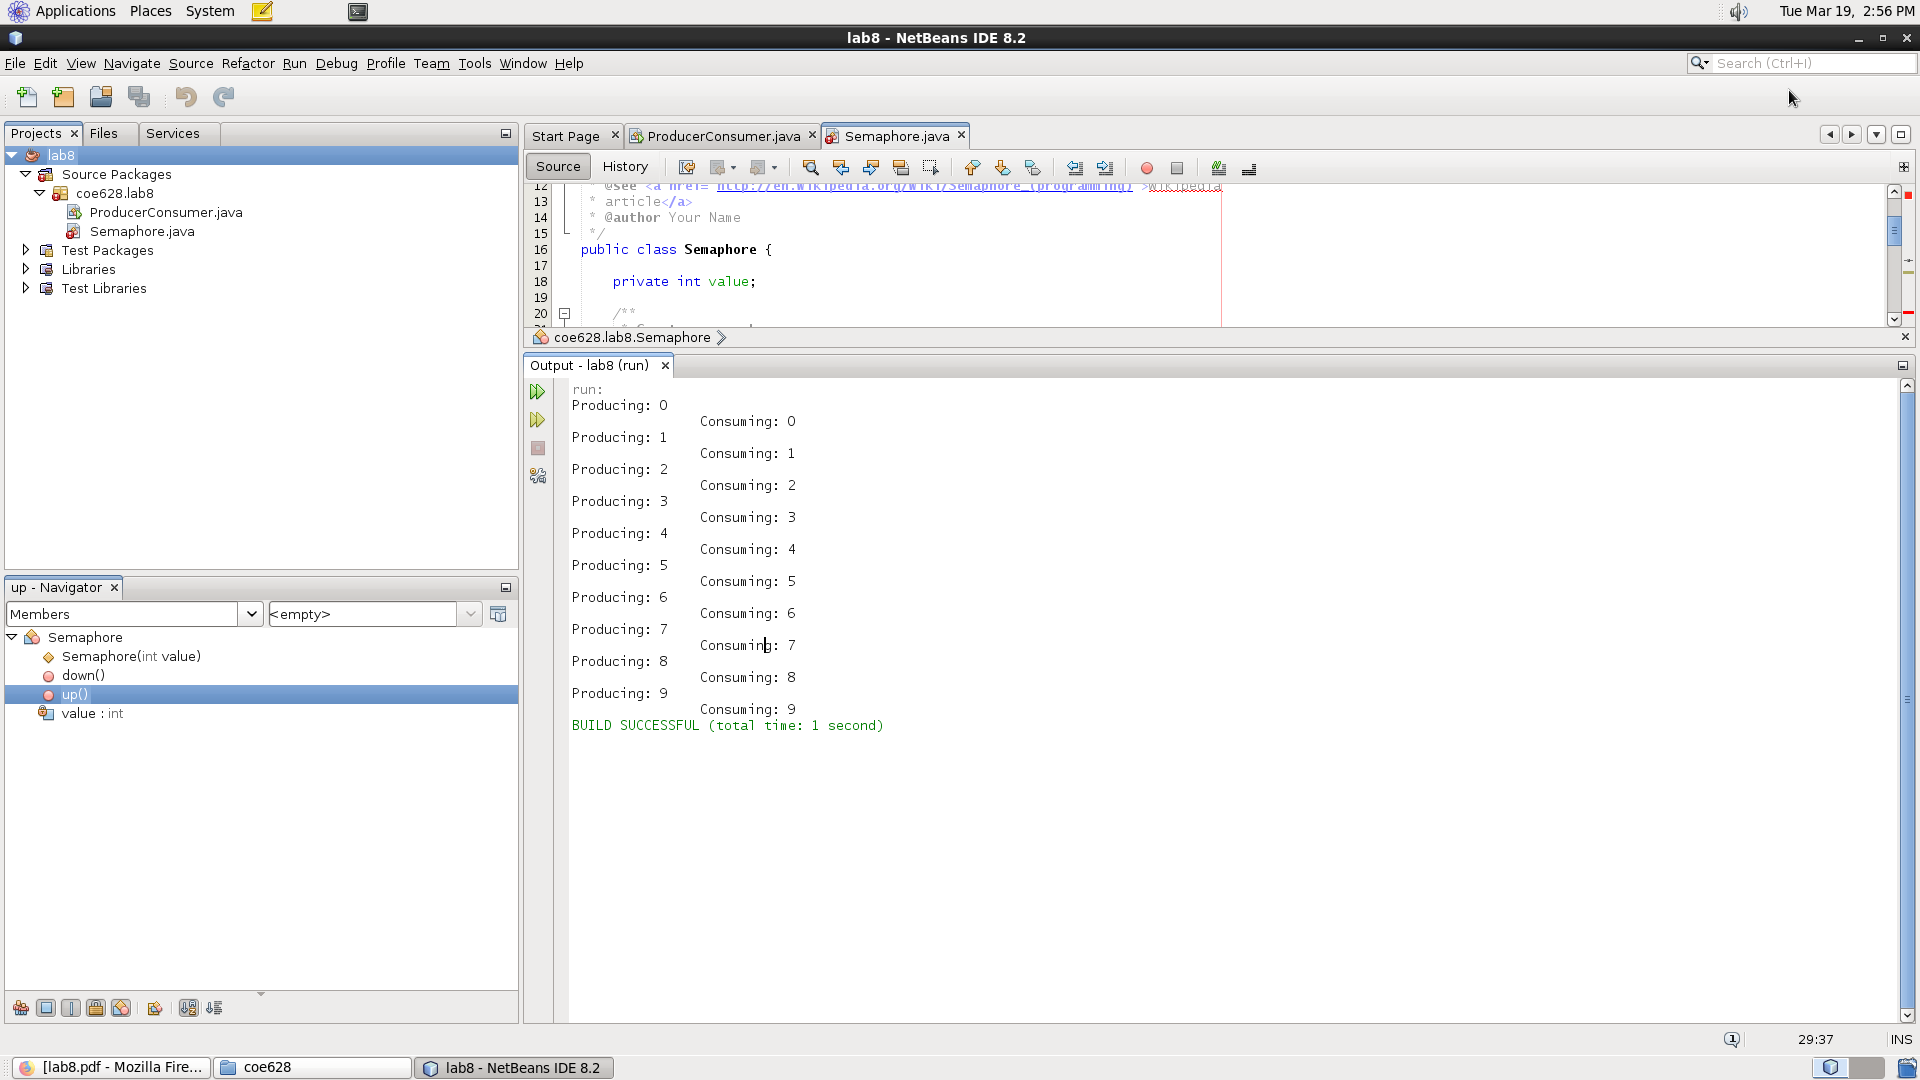 Applications Places System Tue Mar 19, 2:56 PM
lab8 - NetBeans IDE 8.2
File Edit View Navigate Source Refactor Run Debug Profile Team Tools Window Help Search (Ctrl+I)
Projects Files Services
lab8
Source Packages
coe628.lab8
ProducerConsumer.java
Semaphore.java
Test Packages
Libraries
Test Libraries
up - Navigator
Members <empty>
Semaphore
Semaphore(int value)
down()
up()
value : int
Start Page ProducerConsumer.java Semaphore.java
Source History
12 * @see <a href="http://en.wikipedia.org/wiki/Semaphore_(programming)">Wikipedia
13 * article</a>
14 * @author Your Name
15 */
16 public class Semaphore {
17
18 private int value;
19
20 /**
coe628.lab8.Semaphore
Output - lab8 (run)
run:
Producing: 0
Consuming: 0
Producing: 1
Consuming: 1
Producing: 2
Consuming: 2
Producing: 3
Consuming: 3
Producing: 4
Consuming: 4
Producing: 5
Consuming: 5
Producing: 6
Consuming: 6
Producing: 7
Consuming: 7
Producing: 8
Consuming: 8
Producing: 9
Consuming: 9
BUILD SUCCESSFUL (total time: 1 second)
1 29:37 INS
[lab8.pdf - Mozilla Fire... coe628 lab8 - NetBeans IDE 8.2